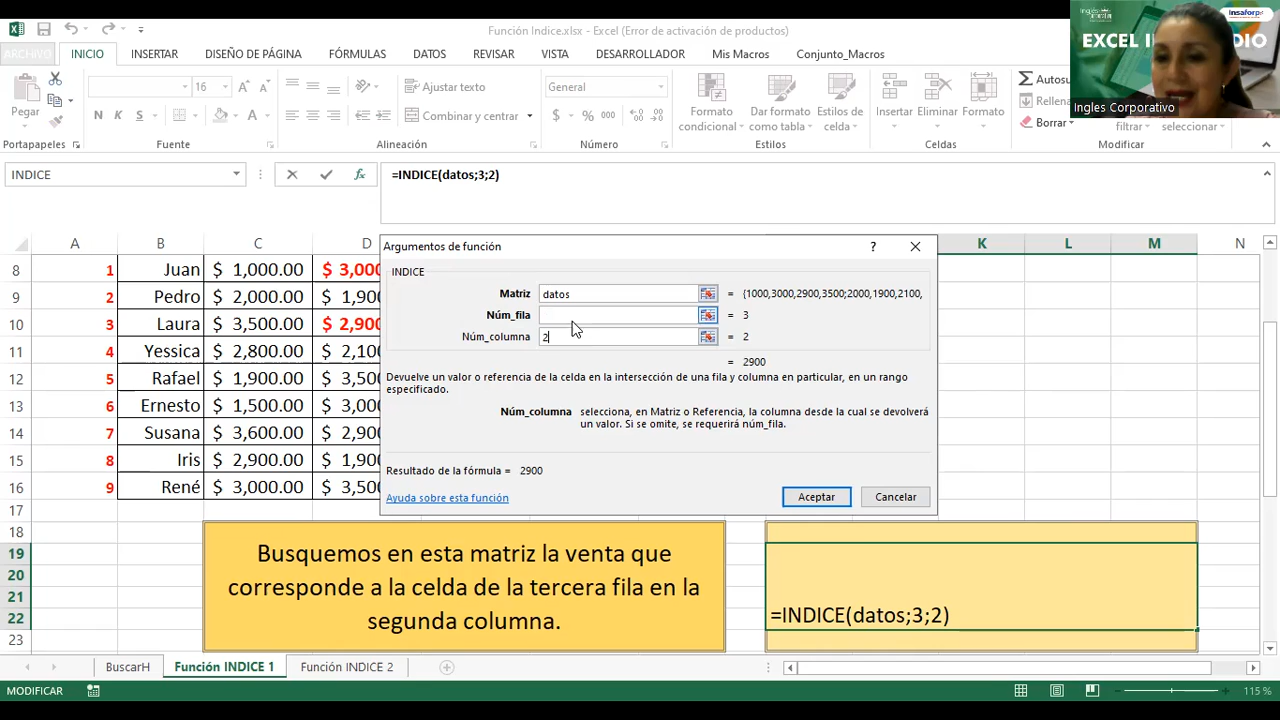 Función Indice.xlsx - Excel (Error de activación de productos)
Inglés
insaforp
EXCEL IN
DIO
Ingles Corporativo
ARCHIVO INICIO INSERTAR DISEÑO DE PÁGINA FÓRMULAS DATOS REVISAR VISTA DESARROLLADOR Mis Macros Conjunto_Macros
Pegar
16
Ajustar texto
General
Autosu
Rellena
N K S
Combinar y centrar
$ % 000
Formato condicional
Dar formato como tabla
Estilos de celda
Insertar Eliminar Formato
Borrar
filtrar seleccionar
Portapapeles Fuente Alineación Número Estilos Celdas Modificar
INDICE
fx
=INDICE(datos;3;2)
A B C D K L M N
8 1 Juan $ 1,000.00 $ 3,000
9 2 Pedro $ 2,000.00 $ 1,900
10 3 Laura $ 3,500.00 $ 2,900
11 4 Yessica $ 2,800.00 $ 2,100
12 5 Rafael $ 1,900.00 $ 3,500
13 6 Ernesto $ 1,500.00 $ 3,000
14 7 Susana $ 3,600.00 $ 2,900
15 8 Iris $ 2,900.00 $ 1,900
16 9 René $ 3,000.00 $ 3,500
17
18
19
20
21
22
23
Argumentos de función ?
INDICE
Matriz datos = {1000,3000,2900,3500;2000,1900,2100,
Núm_fila = 3
Núm_columna 2 = 2
= 2900
Devuelve un valor o referencia de la celda en la intersección de una fila y columna en particular, en un rango
especificado.
Núm_columna selecciona, en Matriz o Referencia, la columna desde la cual se devolverá
un valor. Si se omite, se requerirá núm_fila.
Resultado de la fórmula = 2900
Ayuda sobre esta función
Aceptar Cancelar
Busquemos en esta matriz la venta que
corresponde a la celda de la tercera fila en la
segunda columna.
=INDICE(datos;3;2)
BuscarH Función INDICE 1 Función INDICE 2
MODIFICAR
115 %